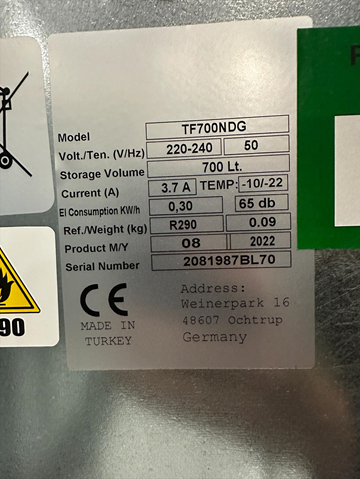 Model TF700NDG
Volt./Ten. (V/Hz) 220-240 50
Storage Volume 700 Lt.
Current (A) 3.7 A TEMP: -10/-22
El Consumption KW/h 0,30 65 db
Ref./Weight (kg) R290 0.09
Product M/Y 08 2022
Serial Number 2081987BL70
CE
MADE IN
TURKEY
Address:
Weinerpark 16
48607 Ochtrup
Germany
90